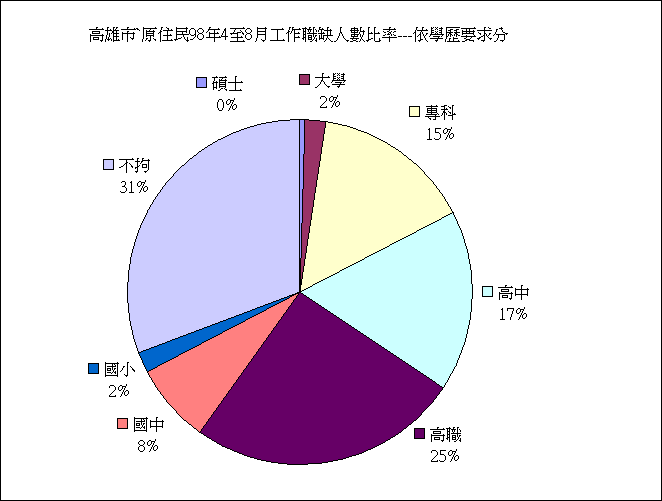 高雄市`原住民98年4至8月工作職缺人數比率---依學歷要求分
碩士
0%
大學
2%
專科
15%
高中
17%
高職
25%
國中
8%
國小
2%
不拘
31%